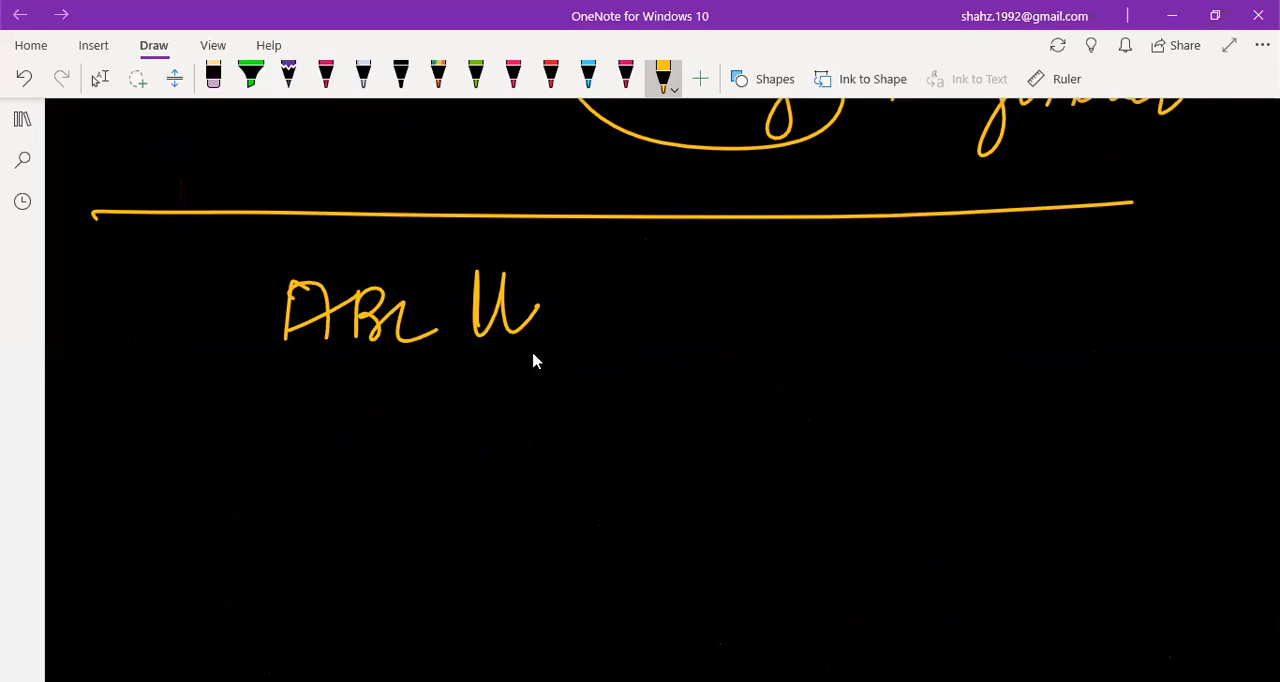 OneNote for Windows 10
shahz.1992@gmail.com
Home Insert Draw View Help
Share
Shapes Ink to Shape Ink to Text Ruler
ABC U